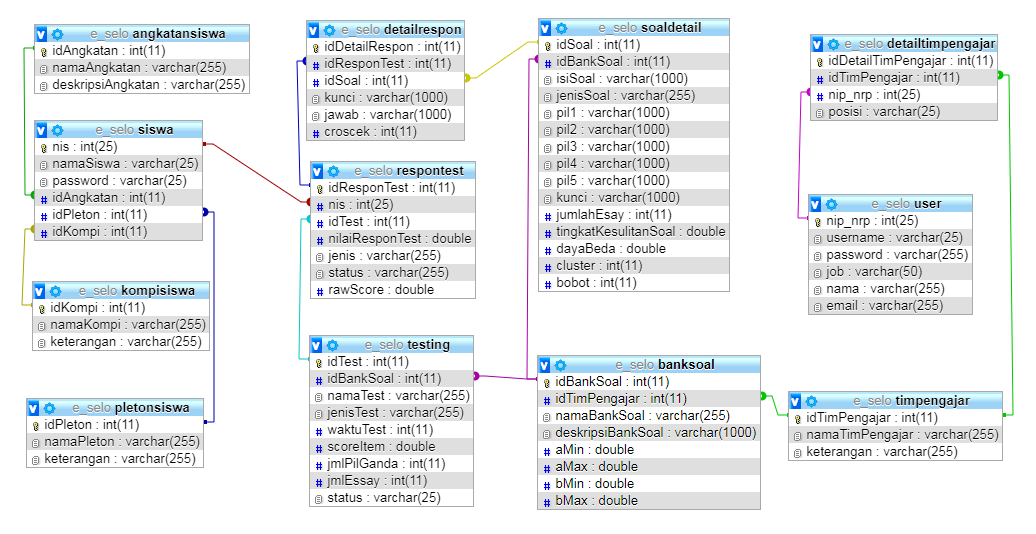 e_selo angkatansiswa
idAngkatan : int(11)
namaAngkatan : varchar(255)
deskripsiAngkatan : varchar(255)
e_selo siswa
nis : int(25)
namaSiswa : varchar(25)
password : varchar(25)
idAngkatan : int(11)
idPleton : int(11)
idKompi : int(11)
e_selo kompisiswa
idKompi : int(11)
namaKompi : varchar(255)
keterangan : varchar(255)
e_selo pletonsiswa
idPleton : int(11)
namaPleton : varchar(255)
keterangan : varchar(255)
e_selo detailrespon
idDetailRespon : int(11)
idResponTest : int(11)
idSoal : int(11)
kunci : varchar(1000)
jawab : varchar(1000)
croscek : int(11)
e_selo respontest
idResponTest : int(11)
nis : int(25)
idTest : int(11)
nilaiResponTest : double
jenis : varchar(255)
status : varchar(255)
rawScore : double
e_selo testing
idTest : int(11)
idBankSoal : int(11)
namaTest : varchar(255)
jenisTest : varchar(255)
waktuTest : int(11)
scoreItem : double
jmlPilGanda : int(11)
jmlEssay : int(11)
status : varchar(25)
e_selo soaldetail
idSoal : int(11)
idBankSoal : int(11)
isiSoal : varchar(1000)
jenisSoal : varchar(255)
pil1 : varchar(1000)
pil2 : varchar(1000)
pil3 : varchar(1000)
pil4 : varchar(1000)
pil5 : varchar(1000)
kunci : varchar(1000)
jumlahEsay : int(11)
tingkatKesulitanSoal : double
dayaBeda : double
cluster : int(11)
bobot : int(11)
e_selo banksoal
idBankSoal : int(11)
idTimPengajar : int(11)
namaBankSoal : varchar(255)
deskripsiBankSoal : varchar(1000)
aMin : double
aMax : double
bMin : double
bMax : double
e_selo detailtimpengajar
idDetailTimPengajar : int(11)
idTimPengajar : int(11)
nip_nrp : int(25)
posisi : varchar(25)
e_selo user
nip_nrp : int(25)
username : varchar(25)
password : varchar(255)
job : varchar(50)
nama : varchar(255)
email : varchar(255)
e_selo timpengajar
idTimPengajar : int(11)
namaTimPengajar : varchar(255)
keterangan : varchar(255)